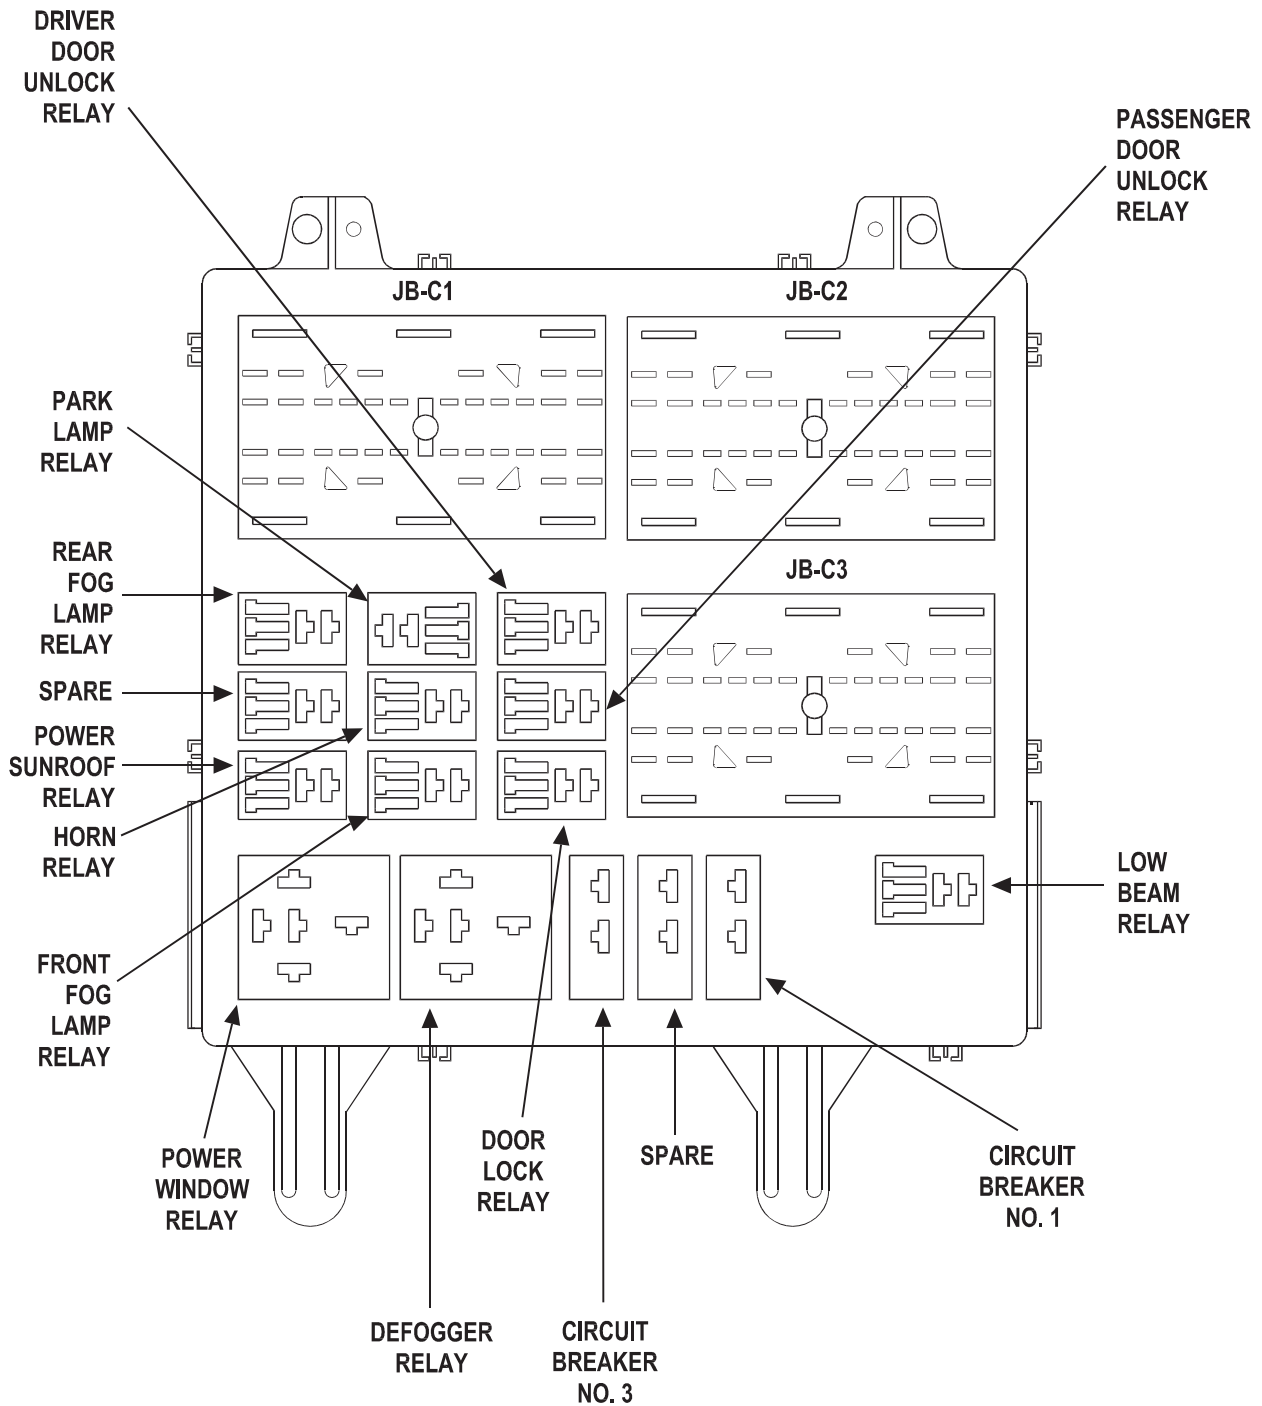 DRIVER
DOOR
UNLOCK
RELAY
PASSENGER
DOOR
UNLOCK
RELAY
JB-C1
JB-C2
PARK
LAMP
RELAY
REAR
FOG
LAMP
RELAY
JB-C3
SPARE
POWER
SUNROOF
RELAY
HORN
RELAY
LOW
BEAM
RELAY
FRONT
FOG
LAMP
RELAY
POWER
WINDOW
RELAY
DOOR
LOCK
RELAY
SPARE
CIRCUIT
BREAKER
NO. 1
DEFOGGER
RELAY
CIRCUIT
BREAKER
NO. 3